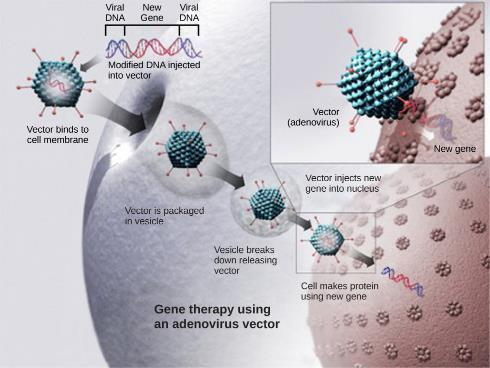 Viral
DNA
New
Gene
Viral
DNA
Modified DNA injected
into vector
Vector binds to
cell membrane
Vector is packaged
in vesicle
Vesicle breaks
down releasing
vector
Vector
(adenovirus)
New gene
Vector injects new
gene into nucleus
Cell makes protein
using new gene
Gene therapy using
an adenovirus vector